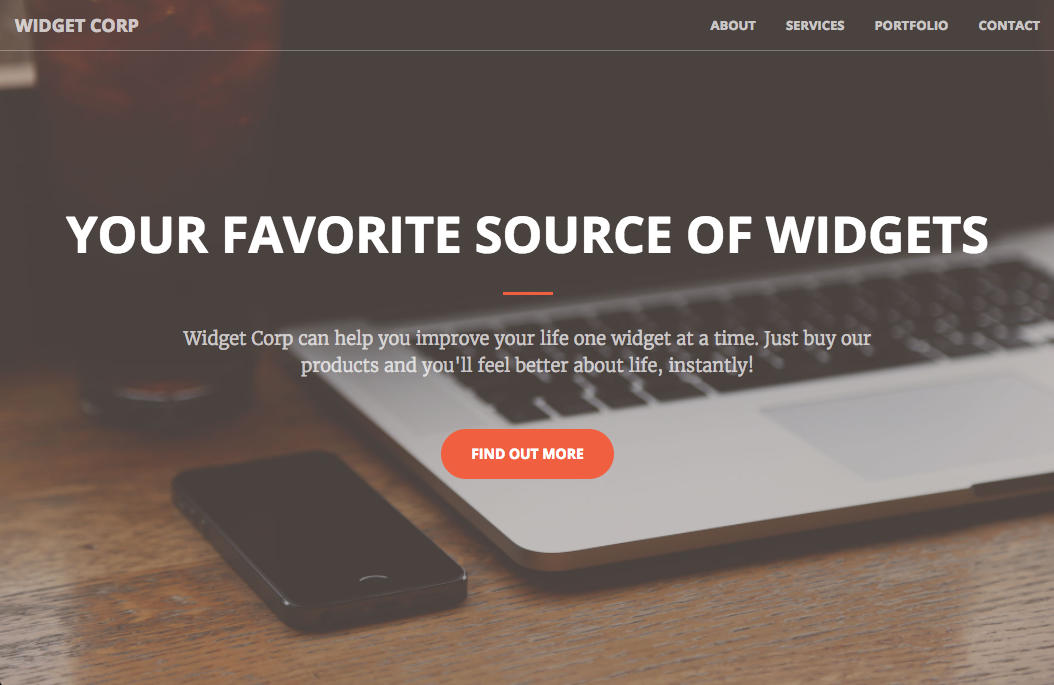 WIDGET CORP
ABOUT SERVICES PORTFOLIO CONTACT
YOUR FAVORITE SOURCE OF WIDGETS
Widget Corp can help you improve your life one widget at a time. Just buy our
products and you'll feel better about life, instantly!
FIND OUT MORE